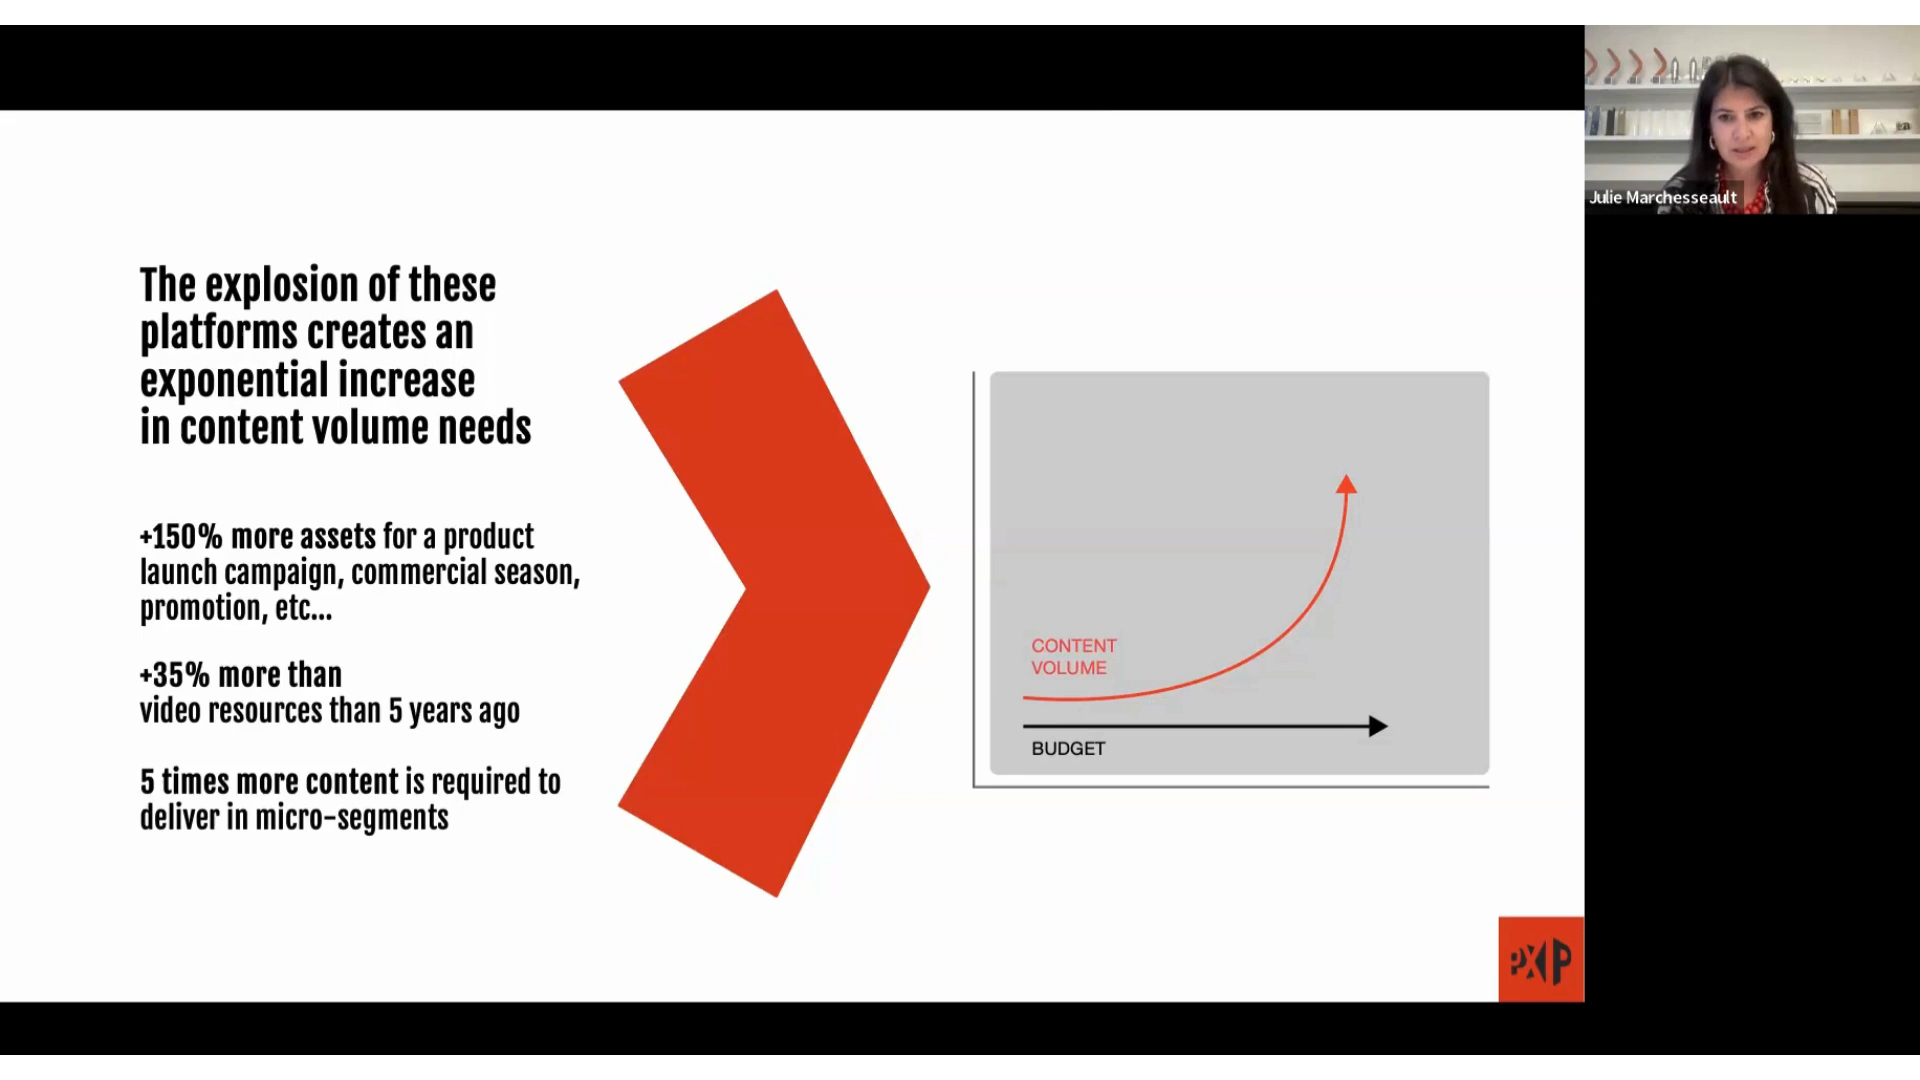 The explosion of these
platforms creates an
exponential increase
in content volume needs
+150% more assets for a product
launch campaign, commercial season,
promotion, etc...
+35% more than
video resources than 5 years ago
5 times more content is required to
deliver in micro-segments
CONTENT
VOLUME
BUDGET
PXP
Julie Marchesseault